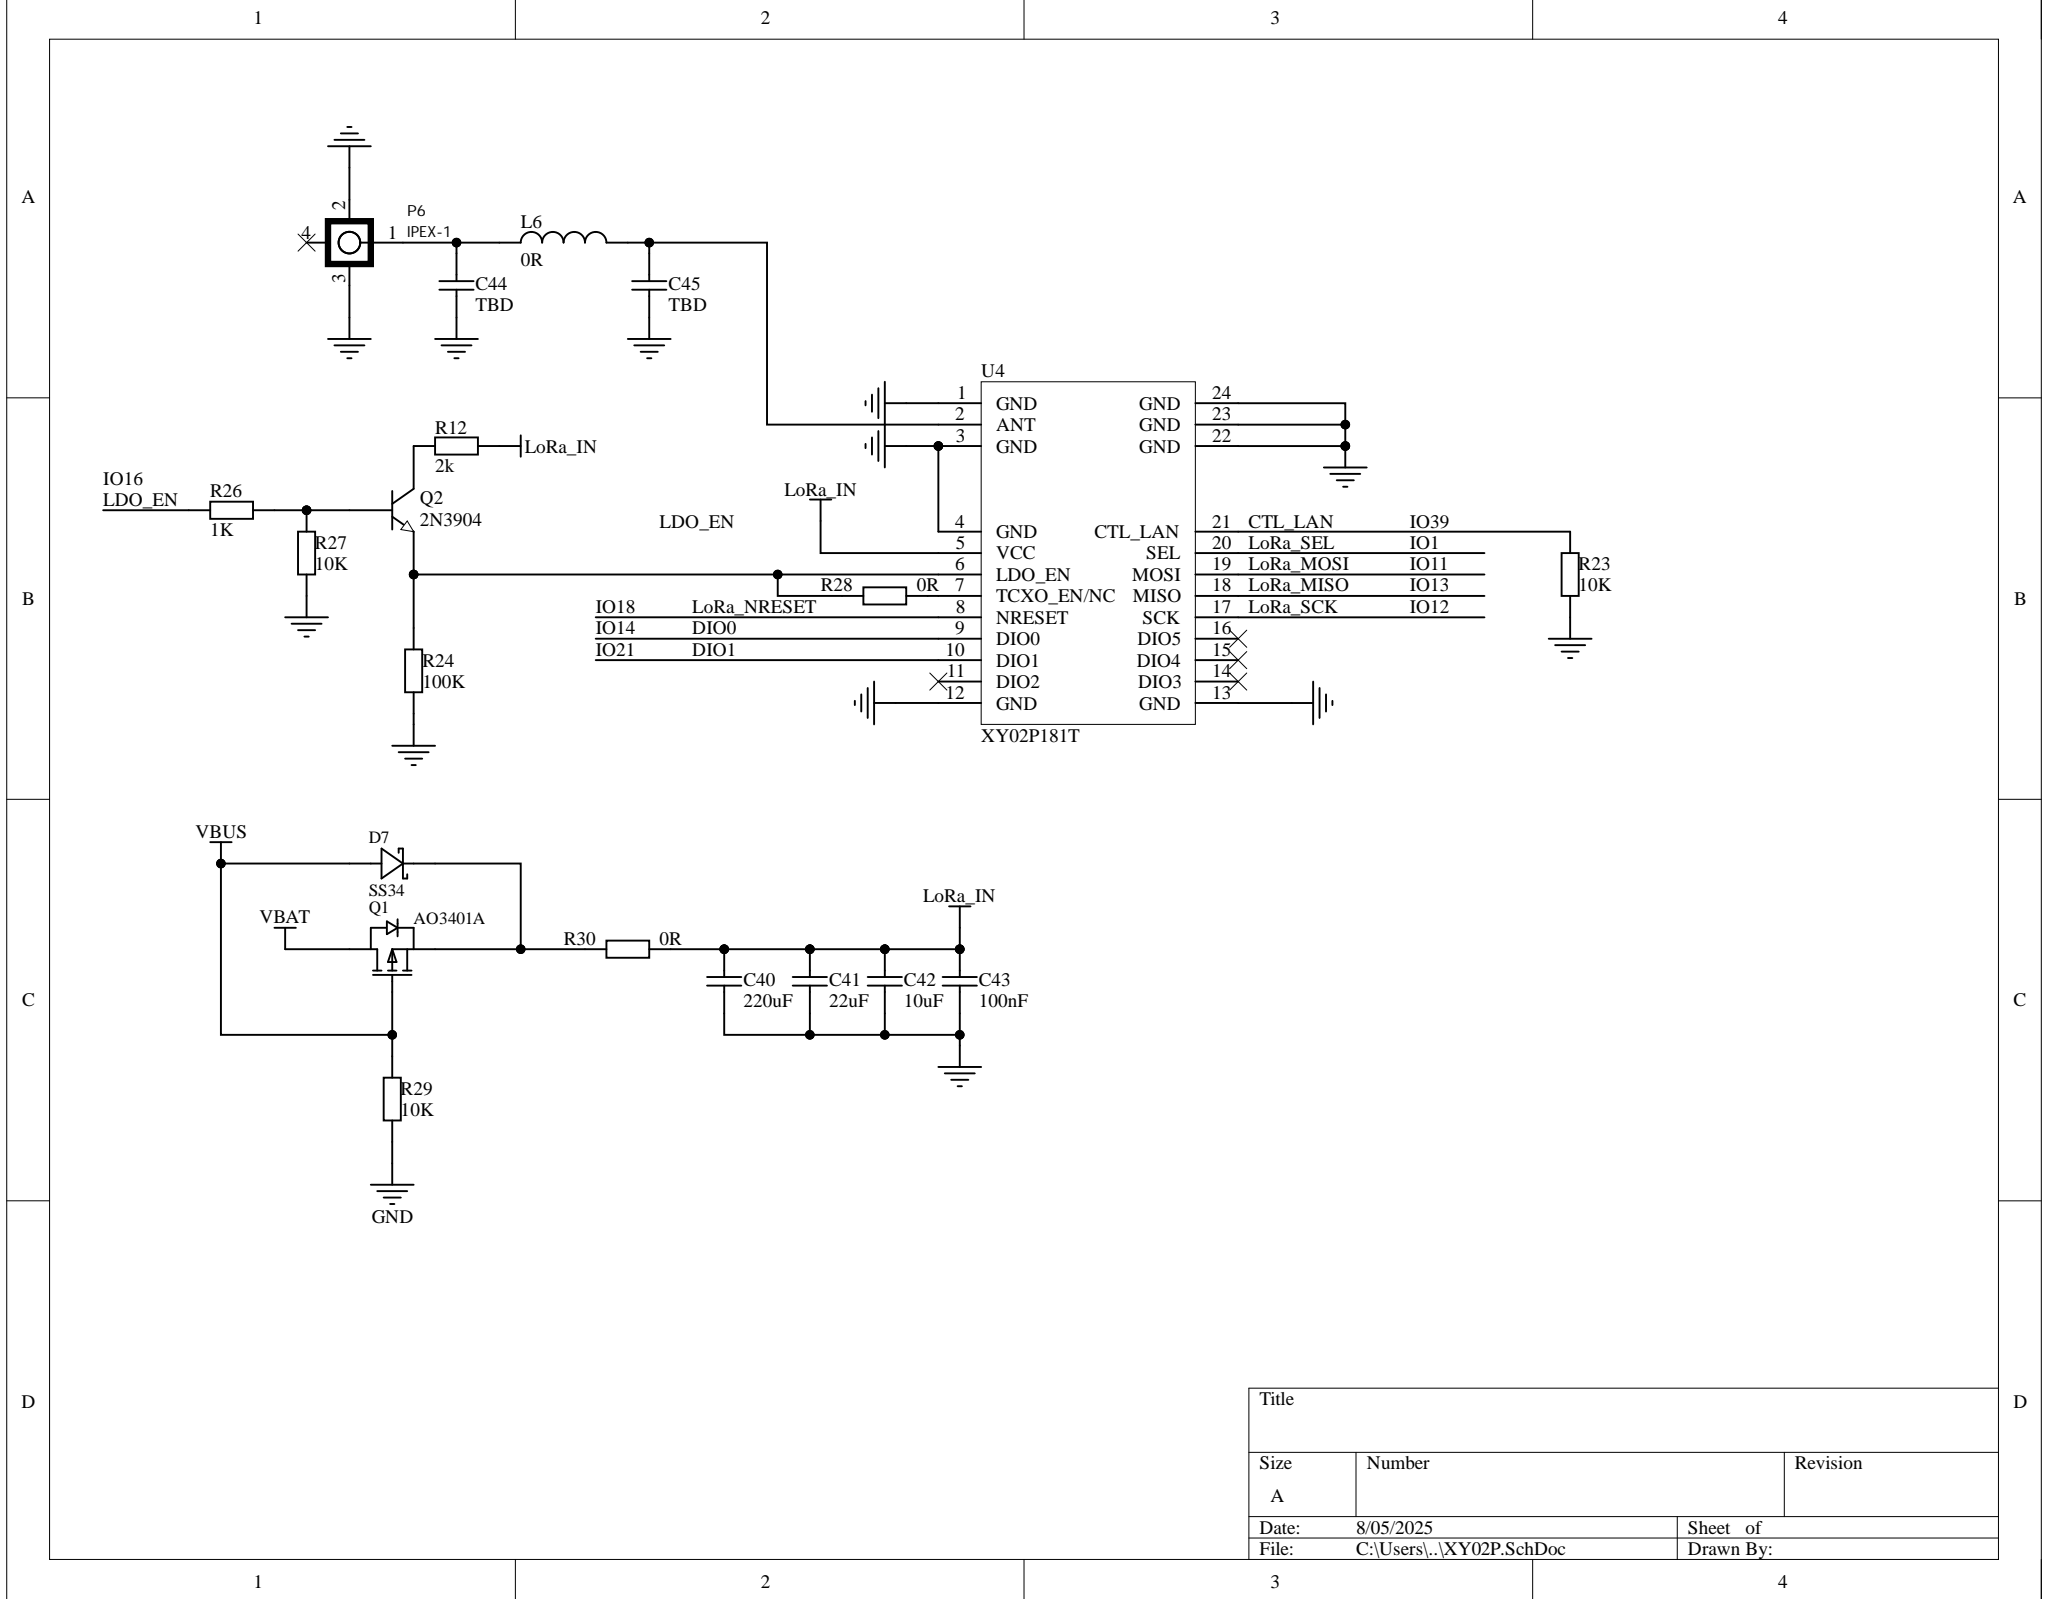 1 2 3 4
A A
B B
C C
D D
2
4
1
3
P6
IPEX-1
L6
0R
C44
TBD
C45
TBD
R12
2k
LoRa_IN
IO16
LDO_EN
R26
1K
Q2
2N3904
R27
10K
R24
100K
LDO_EN
LoRa_IN
R28 0R
IO18 LoRa_NRESET
IO14 DIO0
IO21 DIO1
U4
1 GND GND 24
2 ANT GND 23
3 GND GND 22
4 GND CTL_LAN 21 CTL_LAN IO39
5 VCC SEL 20 LoRa_SEL IO1
6 LDO_EN MOSI 19 LoRa_MOSI IO11
7 TCXO_EN/NC MISO 18 LoRa_MISO IO13
8 NRESET SCK 17 LoRa_SCK IO12
9 DIO0 DIO5 16
10 DIO1 DIO4 15
11 DIO2 DIO3 14
12 GND GND 13
XY02P181T
R23
10K
VBUS
D7
SS34
Q1
AO3401A
VBAT
R30 0R
LoRa_IN
C40
220uF
C41
22uF
C42
10uF
C43
100nF
R29
10K
GND
Title
Size Number Revision
A
Date: 8/05/2025 Sheet of
File: C:\Users\..\XY02P.SchDoc Drawn By:
1 2 3 4